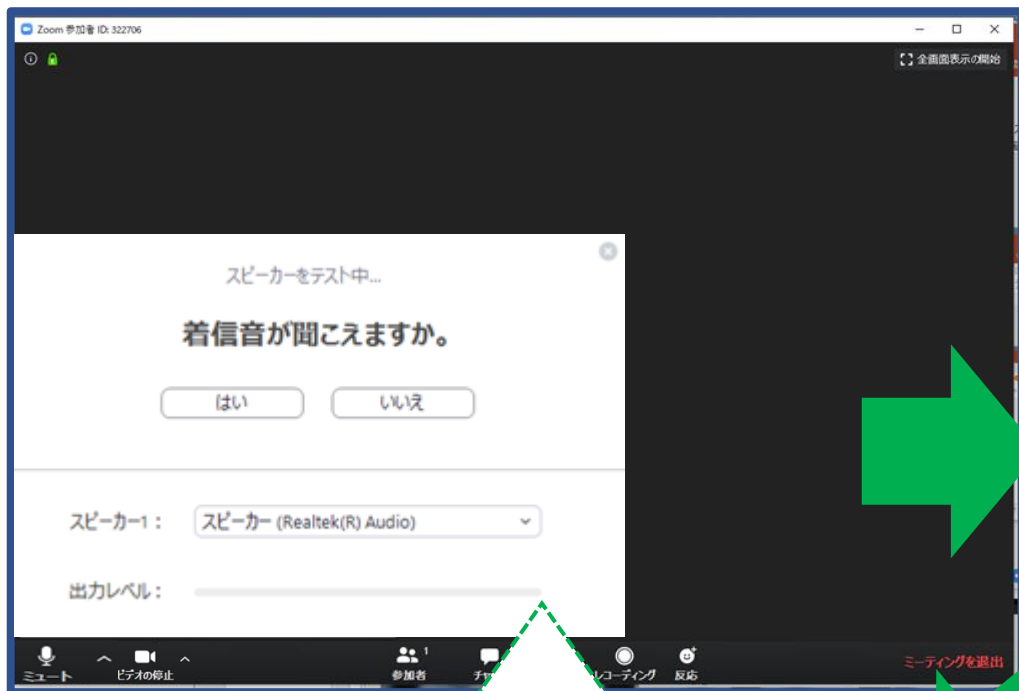 Zoom 参加者 ID: 322706
全画面表示の開始
スピーカーをテスト中...
着信音が聞こえますか。
はい
いいえ
スピーカー1：
スピーカー (Realtek(R) Audio)
出力レベル：
1
ミュート
ビデオの停止
参加者
レコーディング
反応
ミーティングを退出